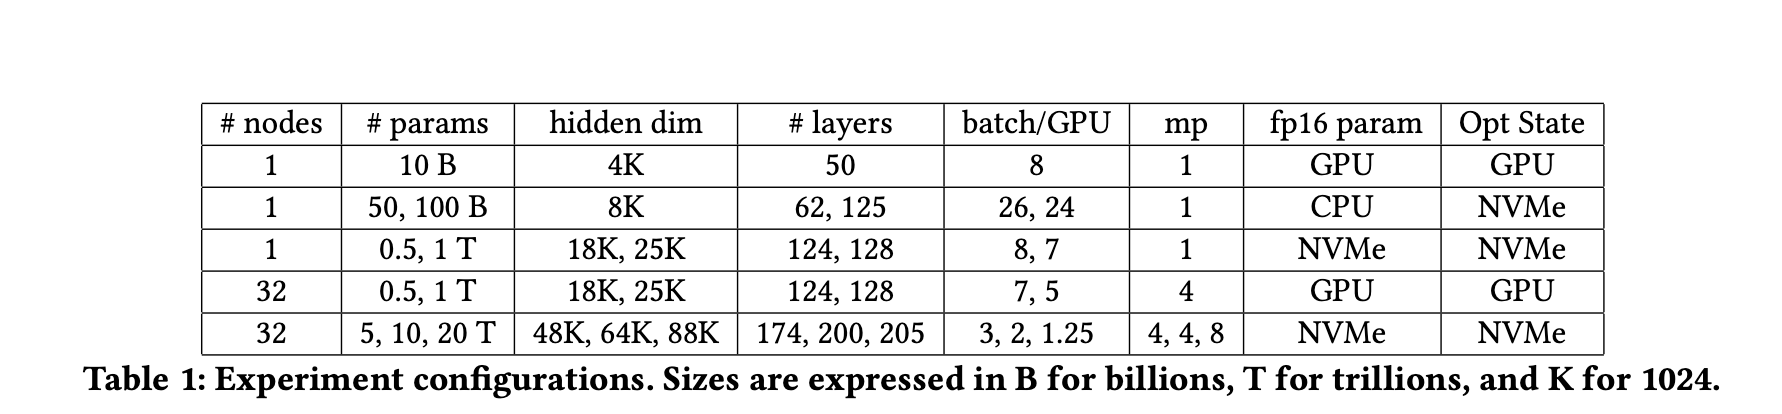 # nodes # params hidden dim # layers batch/GPU mp fp16 param Opt State
1 10 B 4K 50 8 1 GPU GPU
1 50, 100 B 8K 62, 125 26, 24 1 CPU NVMe
1 0.5, 1 T 18K, 25K 124, 128 8, 7 1 NVMe NVMe
32 0.5, 1 T 18K, 25K 124, 128 7, 5 4 GPU GPU
32 5, 10, 20 T 48K, 64K, 88K 174, 200, 205 3, 2, 1.25 4, 4, 8 NVMe NVMe
Table 1: Experiment configurations. Sizes are expressed in B for billions, T for trillions, and K for 1024.